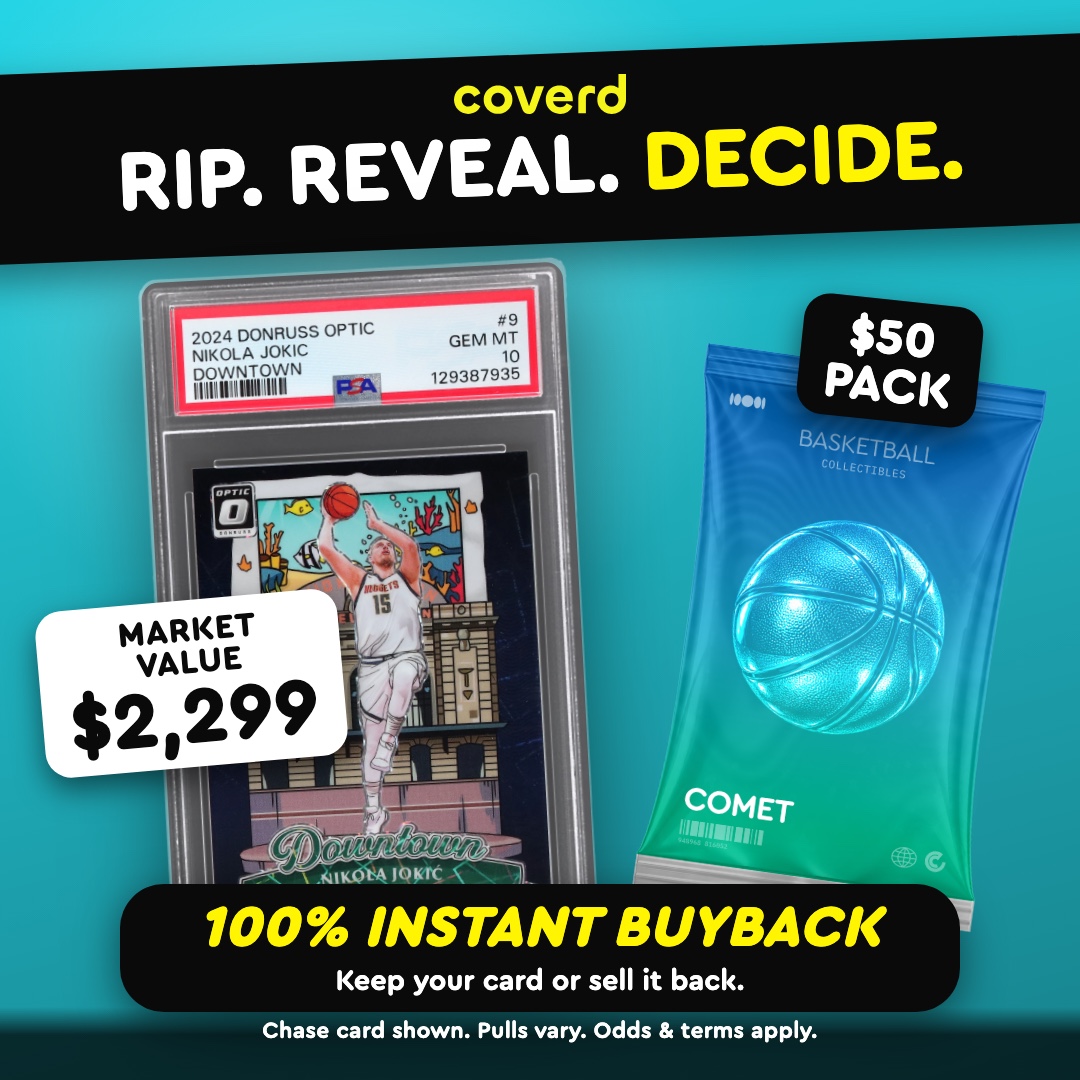 coverd
RIP. REVEAL. DECIDE.
2024 DONRUSS OPTIC
NIKOLA JOKIC
DOWNTOWN
#9
GEM MT
10
129387935
PSA
OPTIC
O
DONRUSS
NUGGETS
15
MARKET
VALUE
$2,299
Downtown
NIKOLA JOKIC
$50
PACK
BASKETBALL
COLLECTIBLES
COMET
100% INSTANT BUYBACK
Keep your card or sell it back.
Chase card shown. Pulls vary. Odds & terms apply.